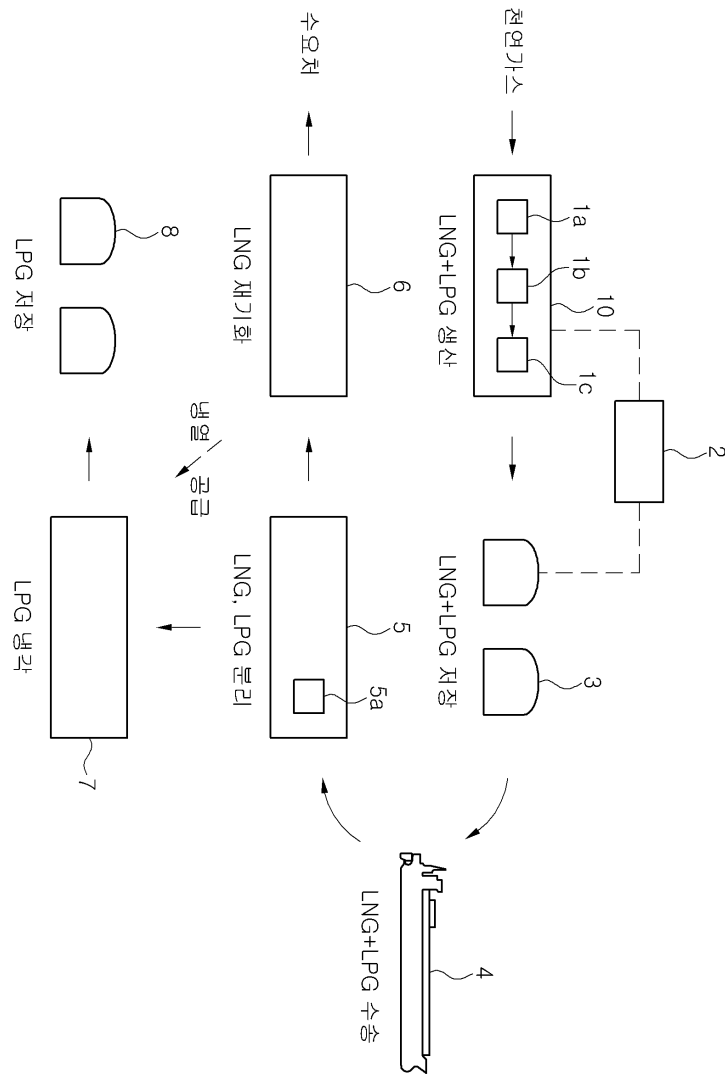 2
1a
1b
10
1c
3
천연가스
LNG+LPG 생산
LNG+LPG 저장
4
LNG+LPG 수송
수요처
6
5
5a
LNG 재기화
LNG, LPG 분리
냉열 공급
8
7
LPG 저장
LPG 냉각